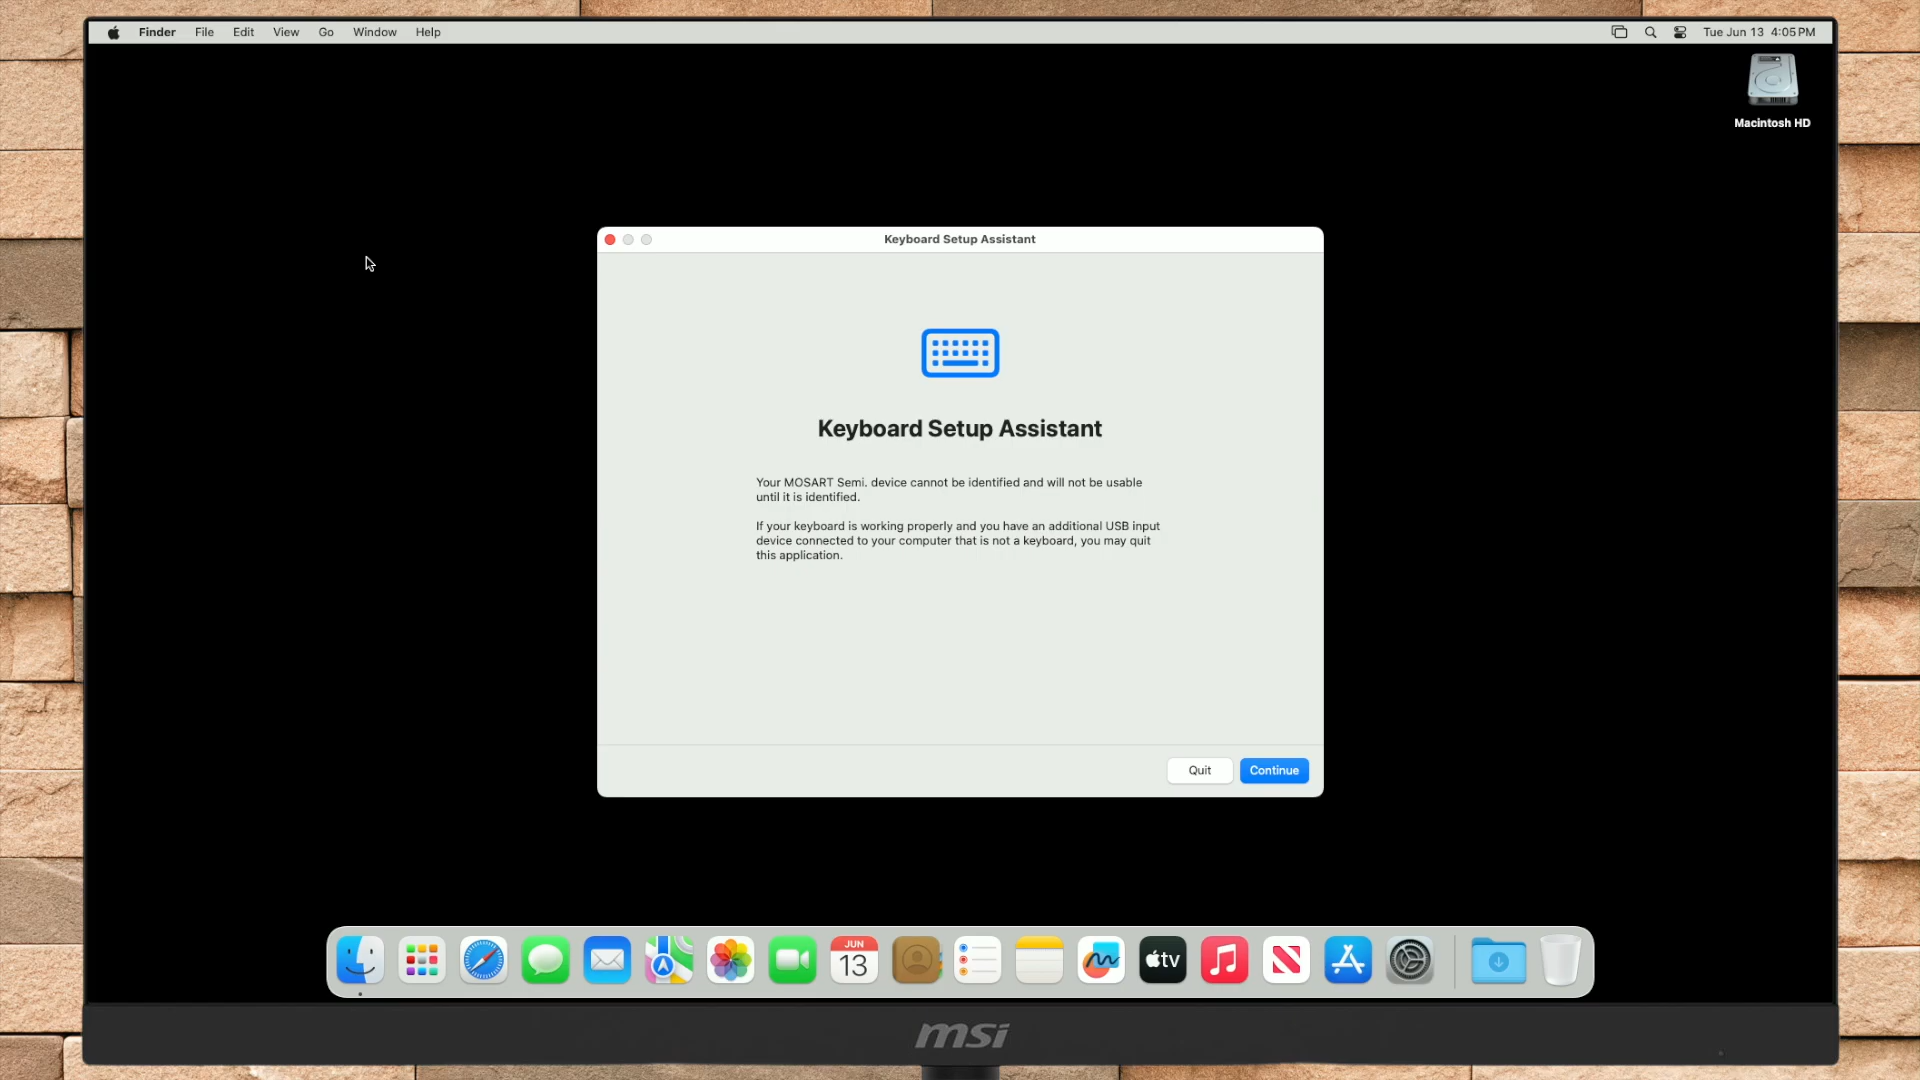 Finder File Edit View Go Window Help
Tue Jun 13 4:05 PM
Macintosh HD
Keyboard Setup Assistant
Keyboard Setup Assistant
Your MOSART Semi. device cannot be identified and will not be usable
until it is identified.
If your keyboard is working properly and you have an additional USB input
device connected to your computer that is not a keyboard, you may quit
this application.
Quit
Continue
JUN
13
tv
msi